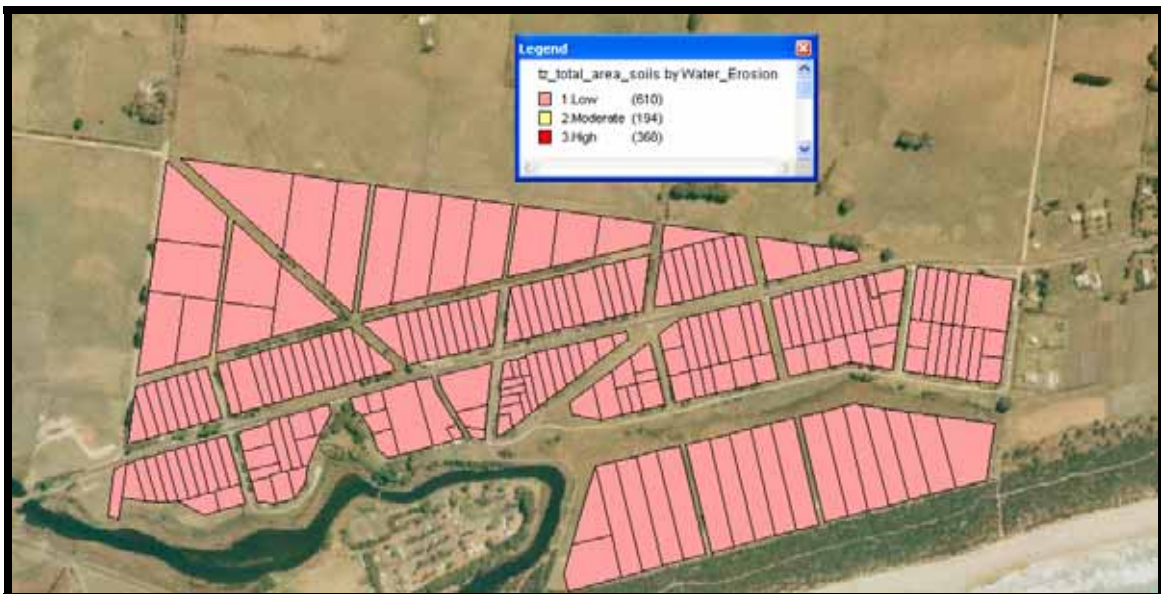 Legend
tz_total_area_soils by Water_Erosion
1.Low (610)
2.Moderate (194)
3.High (368)